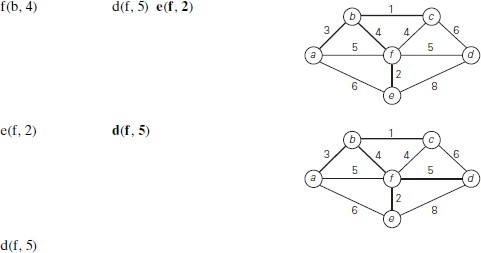 f(b, 4) d(f, 5) e(f, 2)
1
b c
3 4 4 6
a 5 f 5 d
2
6 8
e
e(f, 2) d(f, 5)
1
b c
3 4 4 6
5 5
a f d
2
6 8
e
d(f, 5)